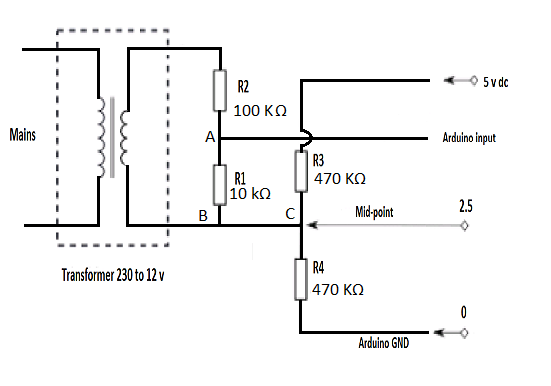 R2
5 v dc
100 KΩ
Mains
A
Arduino input
R3
R1
470 KΩ
10 kΩ
B
C
Mid-point
2.5
Transformer 230 to 12 v
R4
470 KΩ
0
Arduino GND